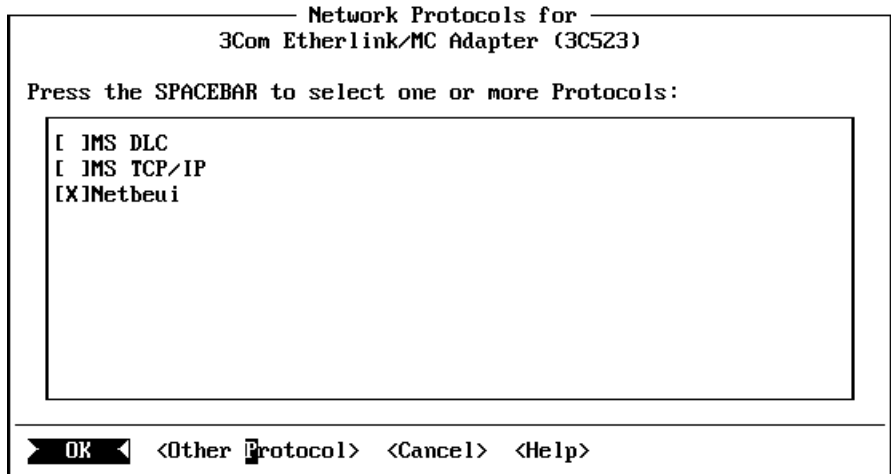 Network Protocols for
3Com Etherlink/MC Adapter (3C523)
Press the SPACEBAR to select one or more Protocols:
[ ]MS DLC
[ ]MS TCP/IP
[X]Netbeui
OK <Other Protocol> <Cancel> <Help>